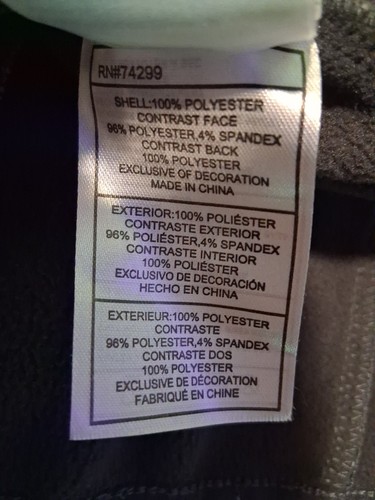 RN#74299
SHELL:100% POLYESTER
CONTRAST FACE
96% POLYESTER,4% SPANDEX
CONTRAST BACK
100% POLYESTER
EXCLUSIVE OF DECORATION
MADE IN CHINA
EXTERIOR:100% POLIÉSTER
CONTRASTE EXTERIOR
96% POLIÉSTER,4% SPANDEX
CONTRASTE INTERIOR
100% POLIÉSTER
EXCLUSIVO DE DECORACIÓN
HECHO EN CHINA
EXTERIEUR:100% POLYESTER
CONTRASTE
96% POLYESTER,4% SPANDEX
CONTRASTE DOS
100% POLYESTER
EXCLUSIVE DE DÉCORATION
FABRIQUÉ EN CHINE